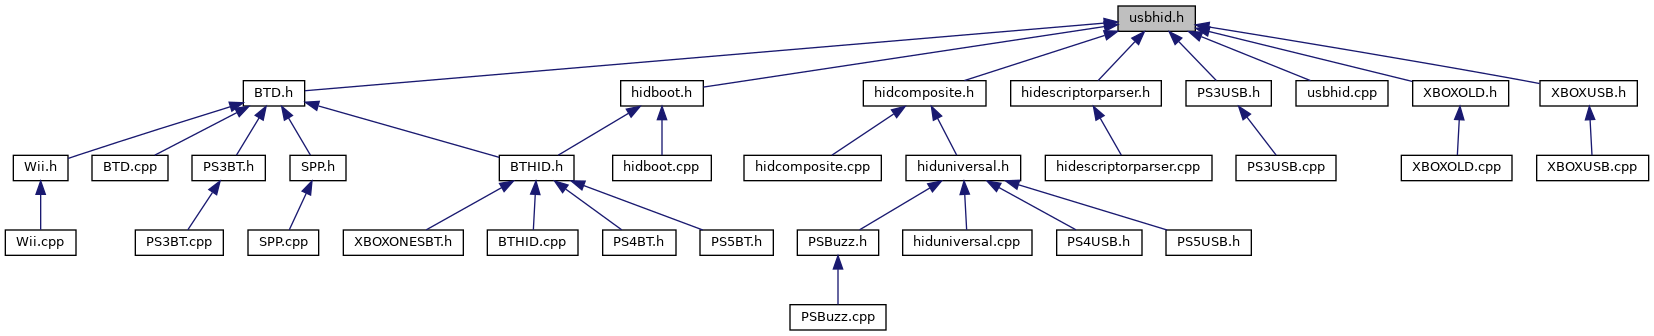 usbhid.h
BTD.h
hidboot.h
hidcomposite.h
hidescriptorparser.h
PS3USB.h
usbhid.cpp
XBOXOLD.h
XBOXUSB.h
Wii.h
BTD.cpp
PS3BT.h
SPP.h
BTHID.h
hidboot.cpp
hidcomposite.cpp
hiduniversal.h
hidescriptorparser.cpp
PS3USB.cpp
XBOXOLD.cpp
XBOXUSB.cpp
Wii.cpp
PS3BT.cpp
SPP.cpp
XBOXONESBT.h
BTHID.cpp
PS4BT.h
PS5BT.h
PSBuzz.h
hiduniversal.cpp
PS4USB.h
PS5USB.h
PSBuzz.cpp